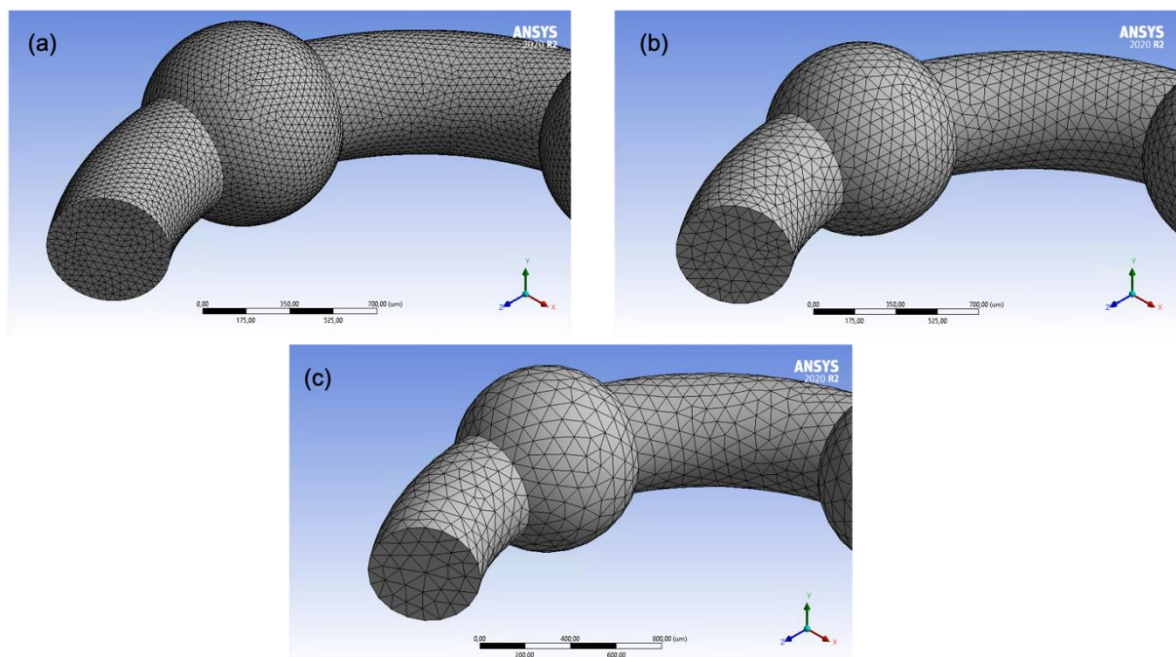 (a)
ANSYS
2020 R2
Y
Z
X
0,00
350,00
700,00 (um)
175,00
525,00
(b)
ANSYS
2020 R2
Y
Z
X
0,00
350,00
700,00 (um)
175,00
525,00
(c)
ANSYS
2020 R2
Y
Z
X
0,00
400,00
800,00 (um)
200,00
600,00